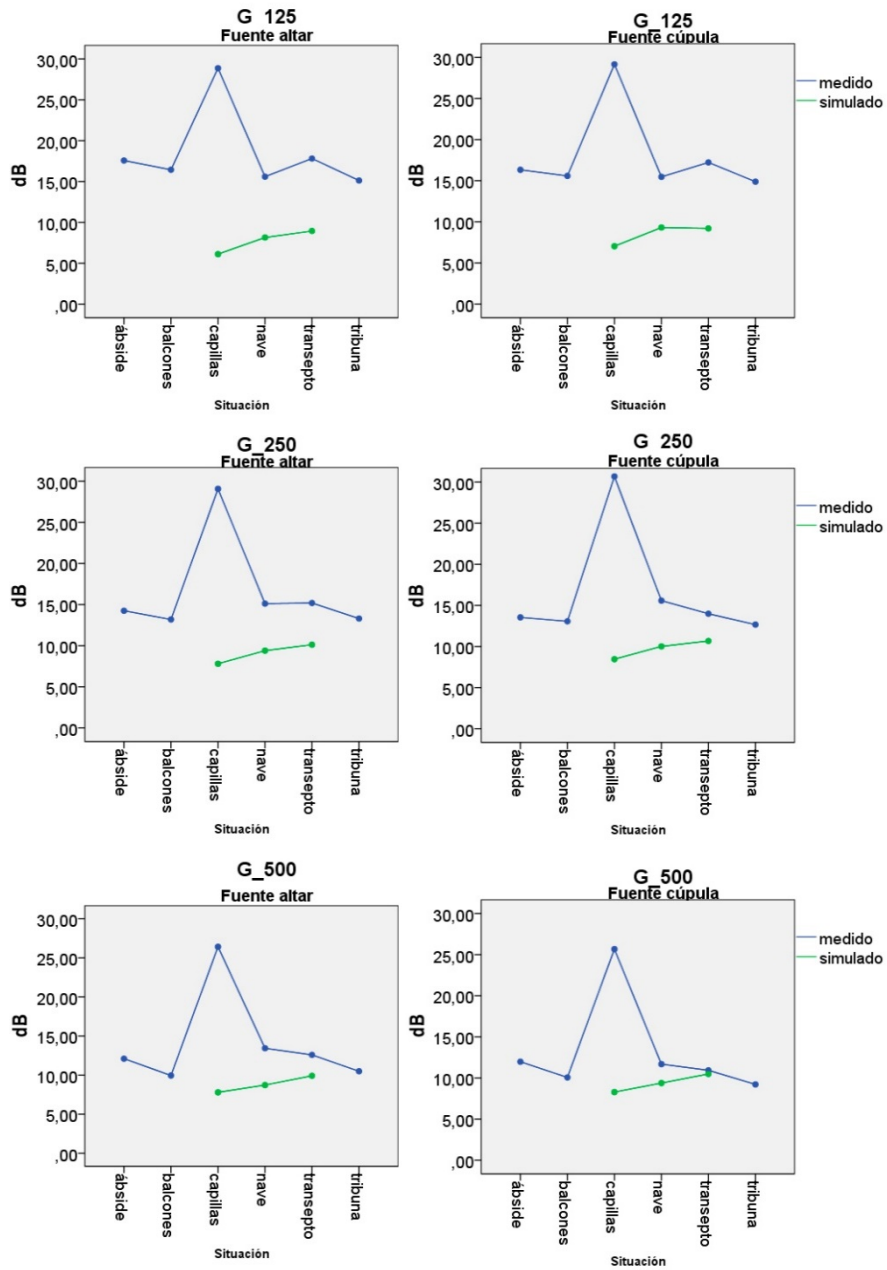 G_125
Fuente altar
30,00
25,00
20,00
15,00
10,00
5,00
,00
dB
ábside
balcones
capillas
nave
transepto
tribuna
Situación
G_125
Fuente cúpula
30,00
25,00
20,00
15,00
10,00
5,00
,00
dB
ábside
balcones
capillas
nave
transepto
tribuna
Situación
medido
simulado
G_250
Fuente altar
30,00
25,00
20,00
15,00
10,00
5,00
,00
dB
ábside
balcones
capillas
nave
transepto
tribuna
Situación
G_250
Fuente cúpula
30,00
25,00
20,00
15,00
10,00
5,00
,00
dB
ábside
balcones
capillas
nave
transepto
tribuna
Situación
medido
simulado
G_500
Fuente altar
30,00
25,00
20,00
15,00
10,00
5,00
,00
dB
ábside
balcones
capillas
nave
transepto
tribuna
Situación
G_500
Fuente cúpula
30,00
25,00
20,00
15,00
10,00
5,00
,00
dB
ábside
balcones
capillas
nave
transepto
tribuna
Situación
medido
simulado